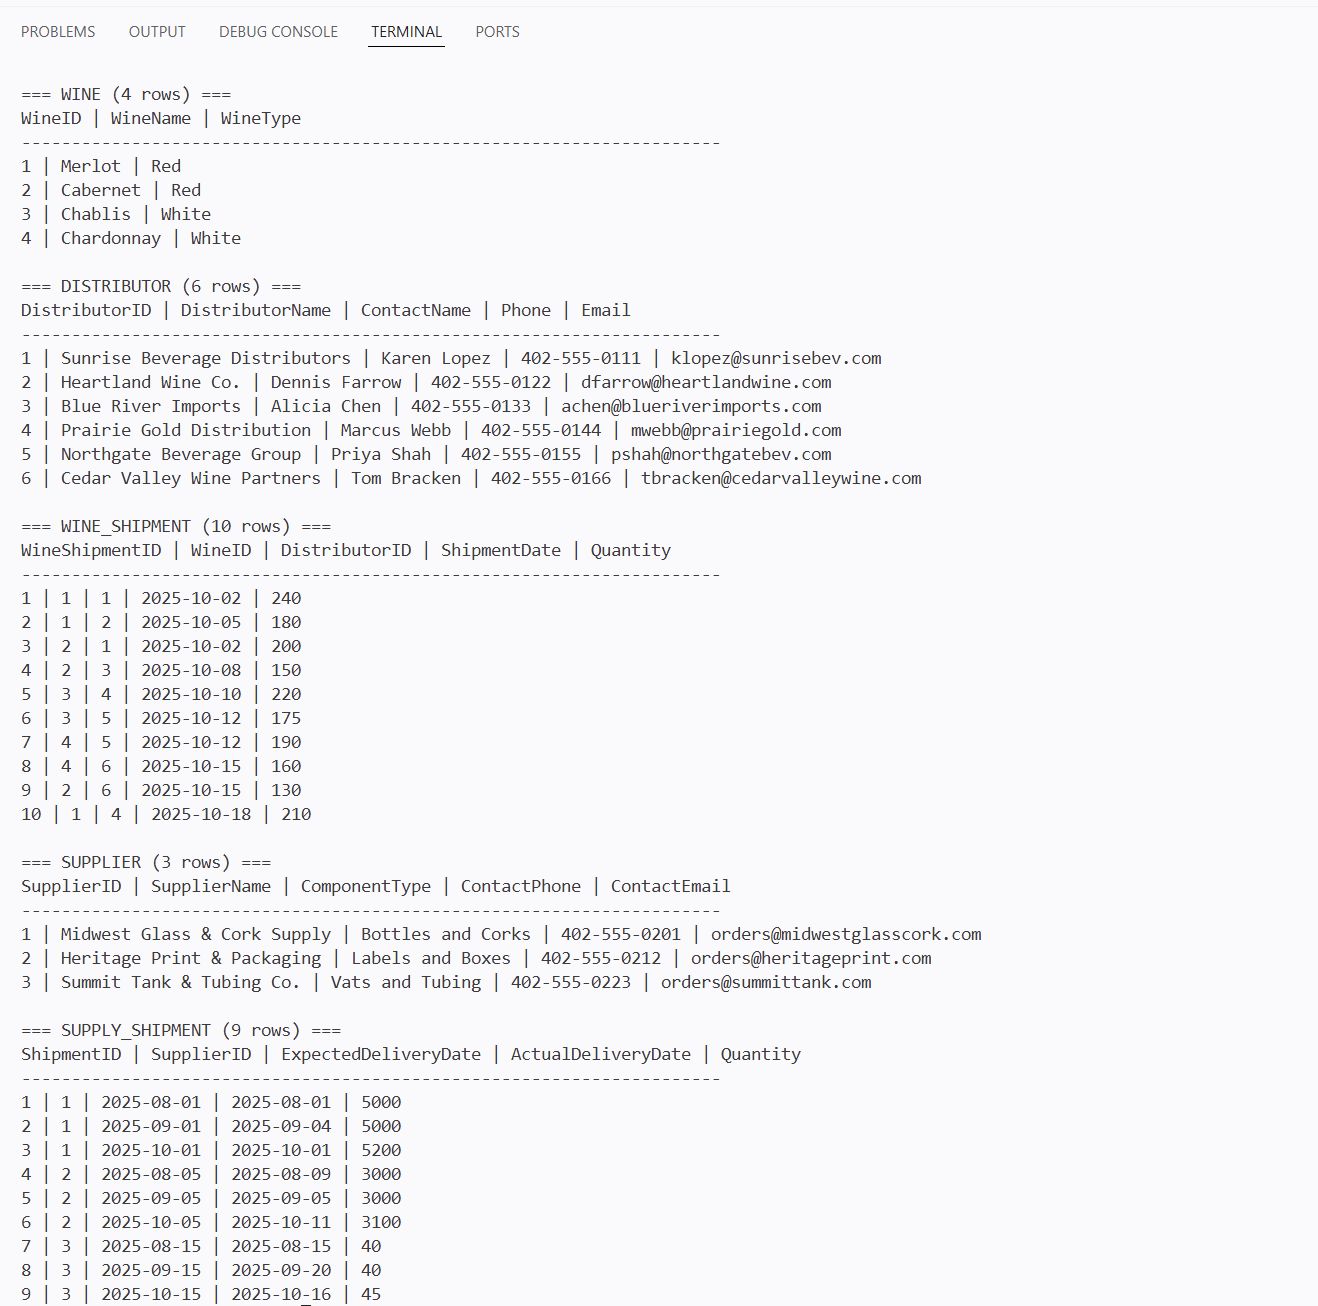 PROBLEMS OUTPUT DEBUG CONSOLE TERMINAL PORTS
=== WINE (4 rows) ===
WineID | WineName | WineType
----------------------------------------------------------------------
1 | Merlot | Red
2 | Cabernet | Red
3 | Chablis | White
4 | Chardonnay | White
=== DISTRIBUTOR (6 rows) ===
DistributorID | DistributorName | ContactName | Phone | Email
----------------------------------------------------------------------
1 | Sunrise Beverage Distributors | Karen Lopez | 402-555-0111 | klopez@sunrisebev.com
2 | Heartland Wine Co. | Dennis Farrow | 402-555-0122 | dfarrow@heartlandwine.com
3 | Blue River Imports | Alicia Chen | 402-555-0133 | achen@blueriverimports.com
4 | Prairie Gold Distribution | Marcus Webb | 402-555-0144 | mwebb@prairiegold.com
5 | Northgate Beverage Group | Priya Shah | 402-555-0155 | pshah@northgatebev.com
6 | Cedar Valley Wine Partners | Tom Bracken | 402-555-0166 | tbracken@cedarvalleywine.com
=== WINE_SHIPMENT (10 rows) ===
WineShipmentID | WineID | DistributorID | ShipmentDate | Quantity
----------------------------------------------------------------------
1 | 1 | 1 | 2025-10-02 | 240
2 | 1 | 2 | 2025-10-05 | 180
3 | 2 | 1 | 2025-10-02 | 200
4 | 2 | 3 | 2025-10-08 | 150
5 | 3 | 4 | 2025-10-10 | 220
6 | 3 | 5 | 2025-10-12 | 175
7 | 4 | 5 | 2025-10-12 | 190
8 | 4 | 6 | 2025-10-15 | 160
9 | 2 | 6 | 2025-10-15 | 130
10 | 1 | 4 | 2025-10-18 | 210
=== SUPPLIER (3 rows) ===
SupplierID | SupplierName | ComponentType | ContactPhone | ContactEmail
----------------------------------------------------------------------
1 | Midwest Glass & Cork Supply | Bottles and Corks | 402-555-0201 | orders@midwestglasscork.com
2 | Heritage Print & Packaging | Labels and Boxes | 402-555-0212 | orders@heritageprint.com
3 | Summit Tank & Tubing Co. | Vats and Tubing | 402-555-0223 | orders@summittank.com
=== SUPPLY_SHIPMENT (9 rows) ===
ShipmentID | SupplierID | ExpectedDeliveryDate | ActualDeliveryDate | Quantity
----------------------------------------------------------------------
1 | 1 | 2025-08-01 | 2025-08-01 | 5000
2 | 1 | 2025-09-01 | 2025-09-04 | 5000
3 | 1 | 2025-10-01 | 2025-10-01 | 5200
4 | 2 | 2025-08-05 | 2025-08-09 | 3000
5 | 2 | 2025-09-05 | 2025-09-05 | 3000
6 | 2 | 2025-10-05 | 2025-10-11 | 3100
7 | 3 | 2025-08-15 | 2025-08-15 | 40
8 | 3 | 2025-09-15 | 2025-09-20 | 40
9 | 3 | 2025-10-15 | 2025-10-16 | 45